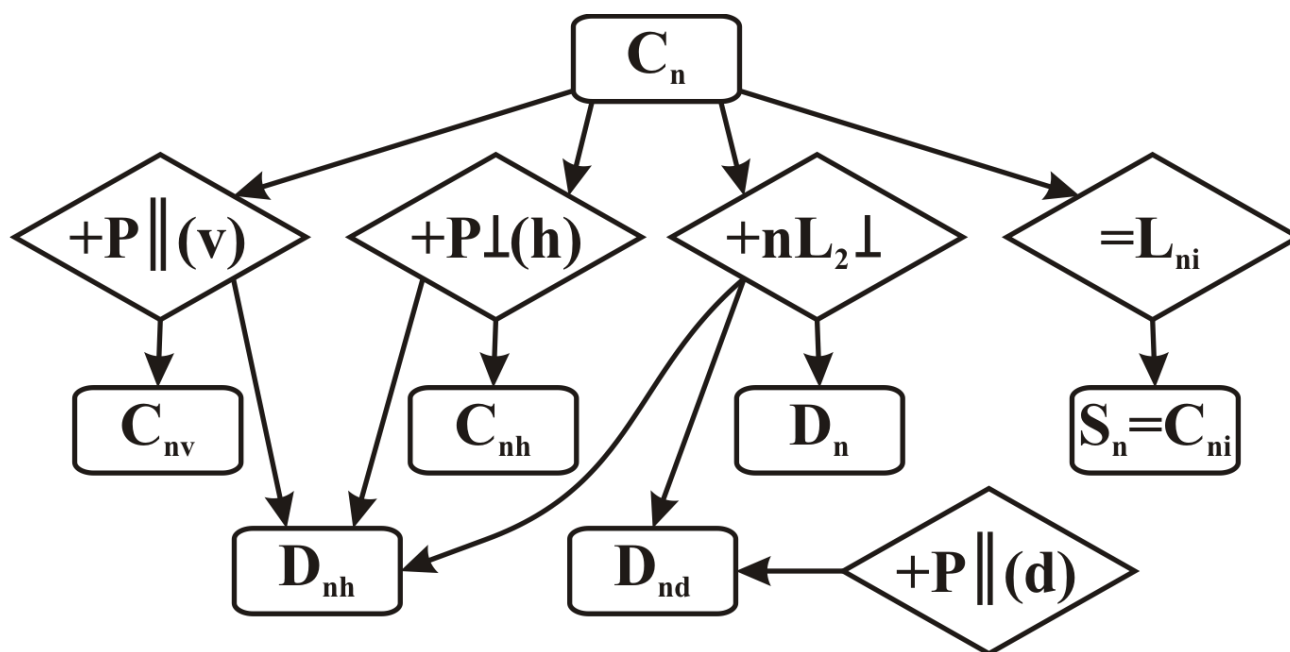 Cₙ
+P∥(v)
+P⊥(h)
+nL₂⊥
=Lₙᵢ
Cₙᵥ
Cₙₕ
Dₙ
Sₙ=Cₙᵢ
Dₙₕ
Dnd
+P∥(d)